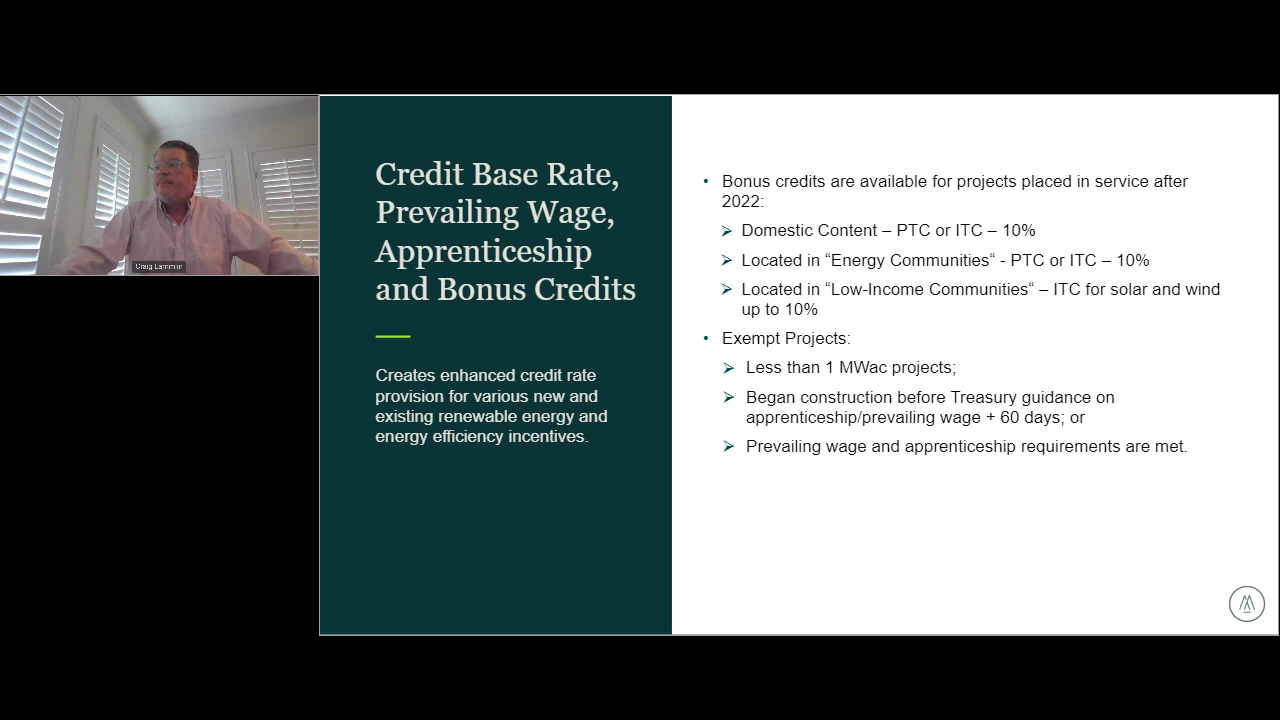 Craig Lammlin
Credit Base Rate,
Prevailing Wage,
Apprenticeship
and Bonus Credits
Creates enhanced credit rate
provision for various new and
existing renewable energy and
energy efficiency incentives.
• Bonus credits are available for projects placed in service after
2022:
➢ Domestic Content – PTC or ITC – 10%
➢ Located in “Energy Communities“ - PTC or ITC – 10%
➢ Located in “Low-Income Communities“ – ITC for solar and wind
up to 10%
• Exempt Projects:
➢ Less than 1 MWac projects;
➢ Began construction before Treasury guidance on
apprenticeship/prevailing wage + 60 days; or
➢ Prevailing wage and apprenticeship requirements are met.